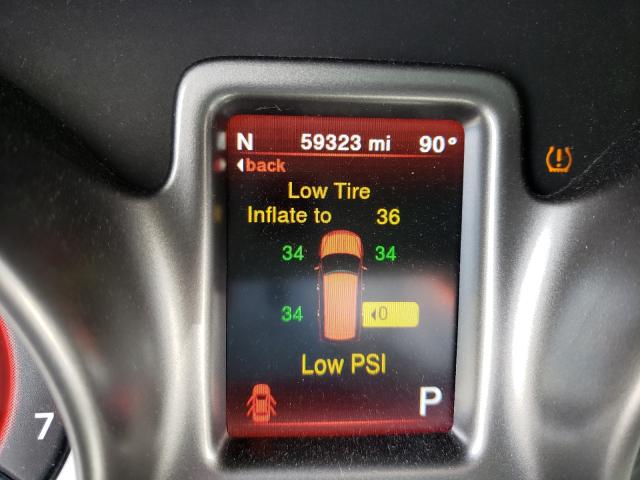 N 59323 mi 90°
back
Low Tire
Inflate to 36
34 34
34 0
Low PSI
P
7